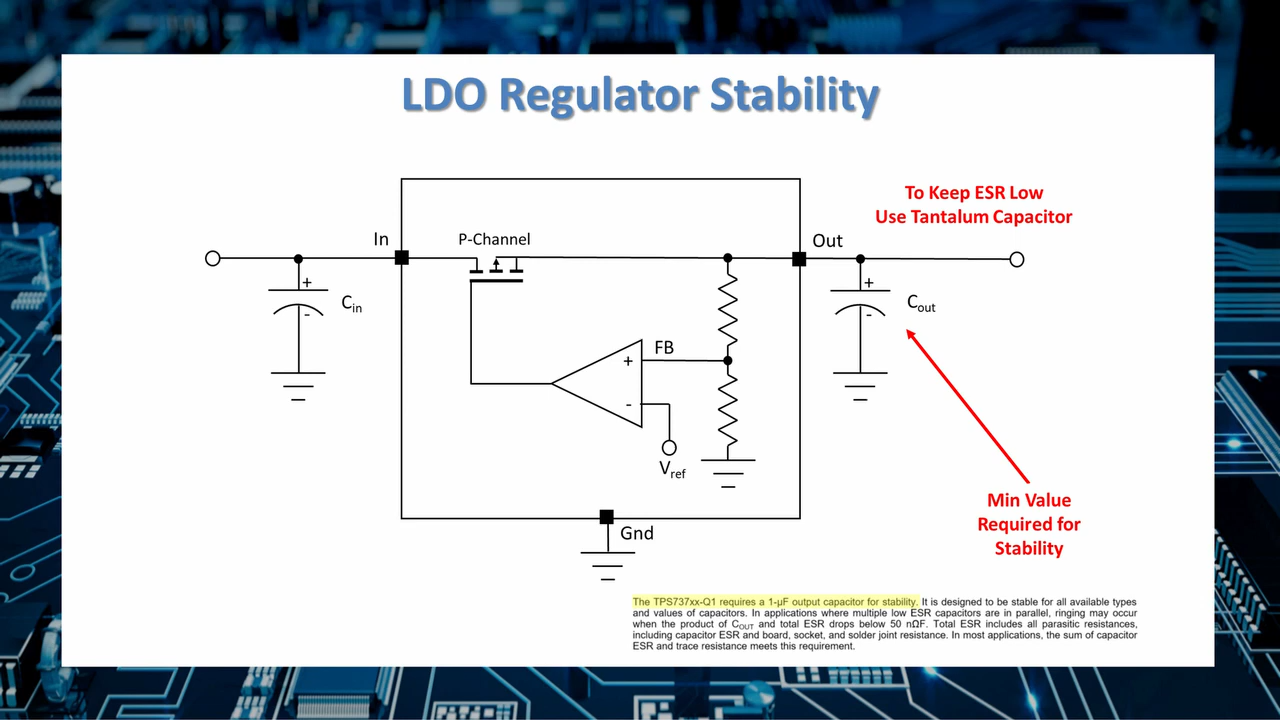 LDO Regulator Stability
To Keep ESR Low
Use Tantalum Capacitor
In
P-Channel
Out
+
-
Cin
FB
+
-
Vref
+
-
Cout
Gnd
Min Value
Required for
Stability
The TPS737xx-Q1 requires a 1-µF output capacitor for stability. It is designed to be stable for all available types
and values of capacitors. In applications where multiple low ESR capacitors are in parallel, ringing may occur
when the product of COUT and total ESR drops below 50 nΩF. Total ESR includes all parasitic resistances,
including capacitor ESR and board, socket, and solder joint resistance. In most applications, the sum of capacitor
ESR and trace resistance meets this requirement.